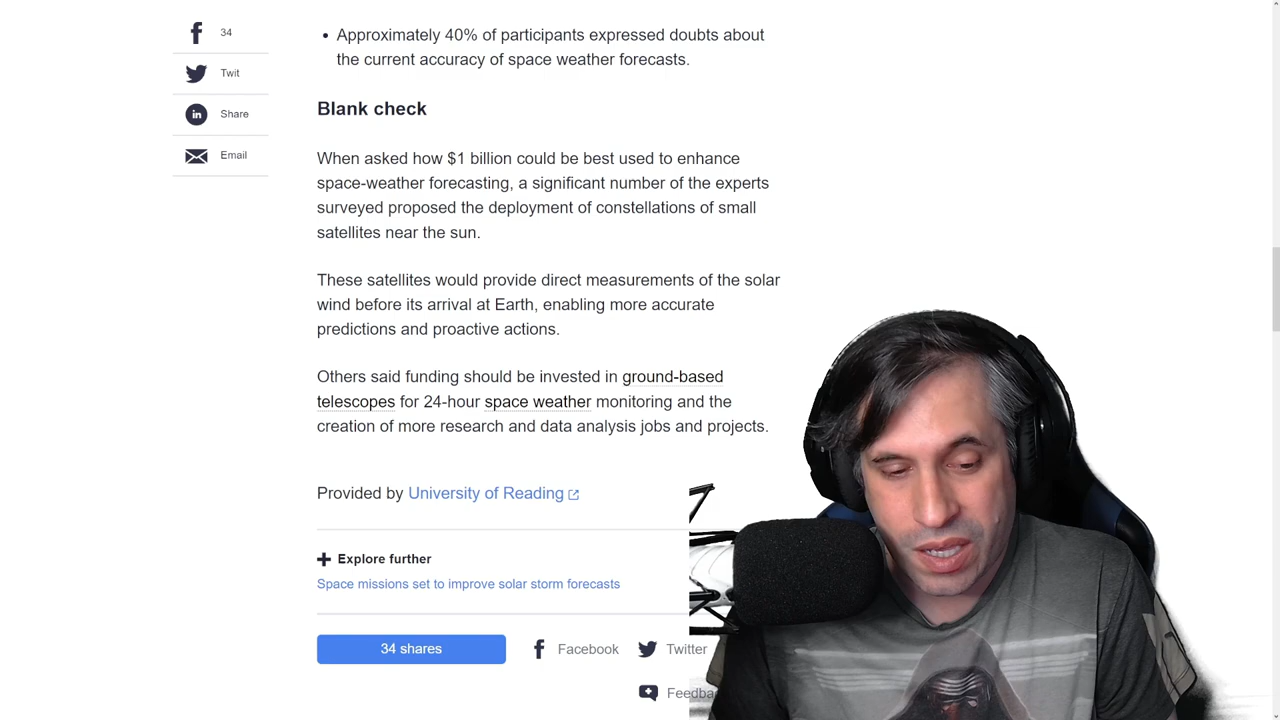 34
Twit
Share
Email
• Approximately 40% of participants expressed doubts about
the current accuracy of space weather forecasts.
Blank check
When asked how $1 billion could be best used to enhance
space-weather forecasting, a significant number of the experts
surveyed proposed the deployment of constellations of small
satellites near the sun.
These satellites would provide direct measurements of the solar
wind before its arrival at Earth, enabling more accurate
predictions and proactive actions.
Others said funding should be invested in ground-based
telescopes for 24-hour space weather monitoring and the
creation of more research and data analysis jobs and projects.
Provided by University of Reading
Explore further
Space missions set to improve solar storm forecasts
34 shares
Facebook
Twitter
Feedba